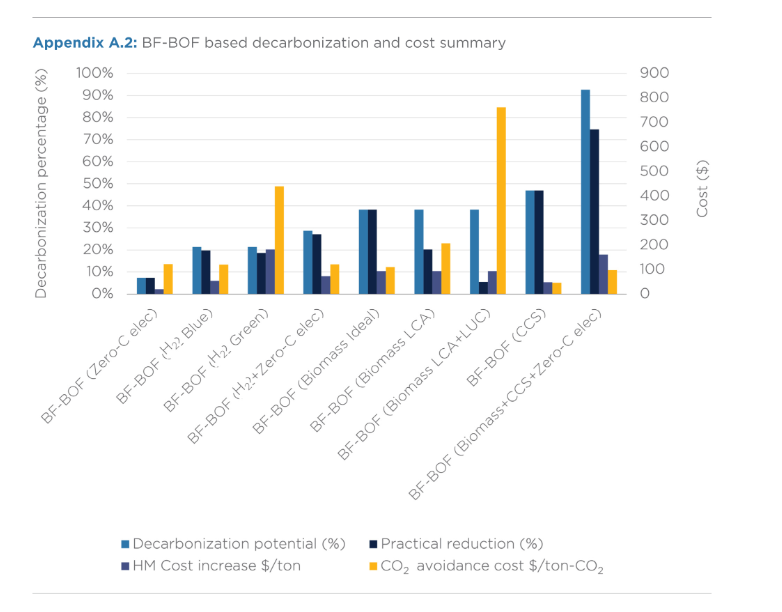 Appendix A.2: BF-BOF based decarbonization and cost summary
Decarbonization percentage (%)
100%
90%
80%
70%
60%
50%
40%
30%
20%
10%
0%
900
800
700
600
500
400
300
200
100
0
Cost ($)
BF-BOF (Zero-C elec)
BF-BOF (H2: Blue)
BF-BOF (H2: Green)
BF-BOF (H2:+Zero-C elec)
BF-BOF (Biomass Ideal)
BF-BOF (Biomass LCA)
BF-BOF (Biomass LCA+LUC)
BF-BOF (CCS)
BF-BOF (Biomass+CCS+Zero-C elec)
Decarbonization potential (%)
Practical reduction (%)
HM Cost increase $/ton
CO₂ avoidance cost $/ton-CO₂